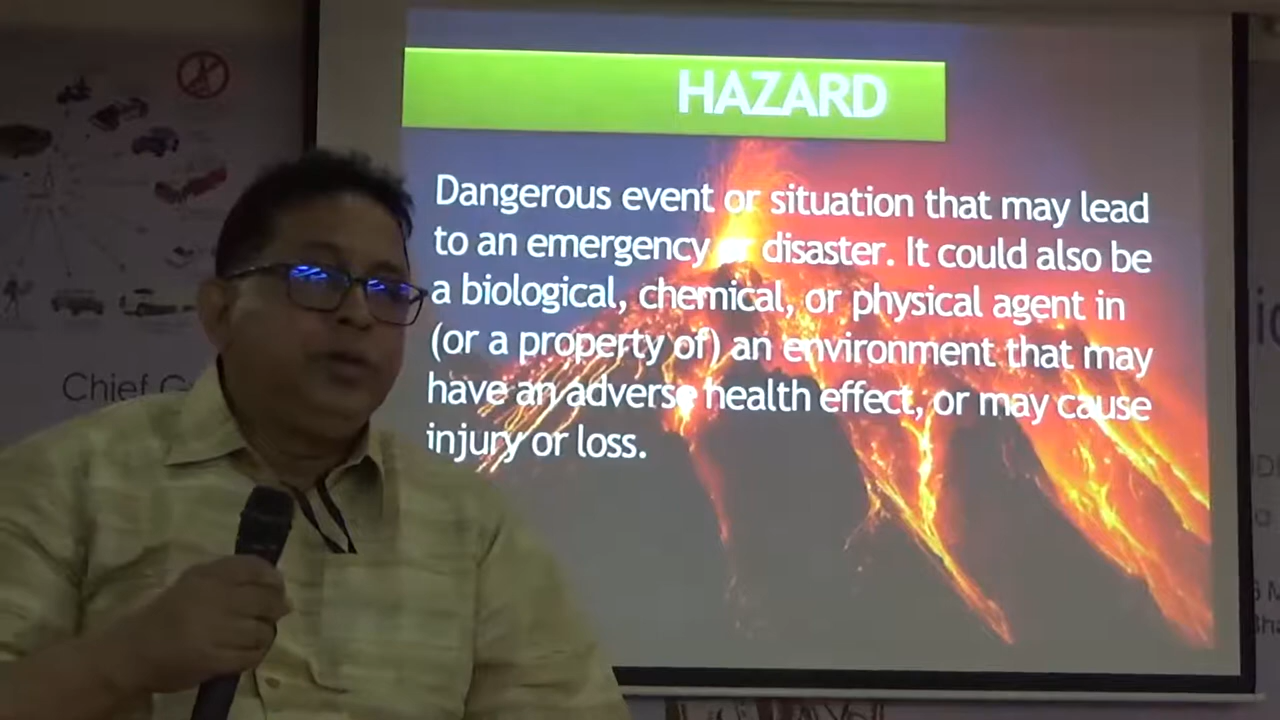 HAZARD
Dangerous event or situation that may lead
to an emergency or disaster. It could also be
a biological, chemical, or physical agent in
(or a property of) an environment that may
have an adverse health effect, or may cause
injury or loss.
Chief